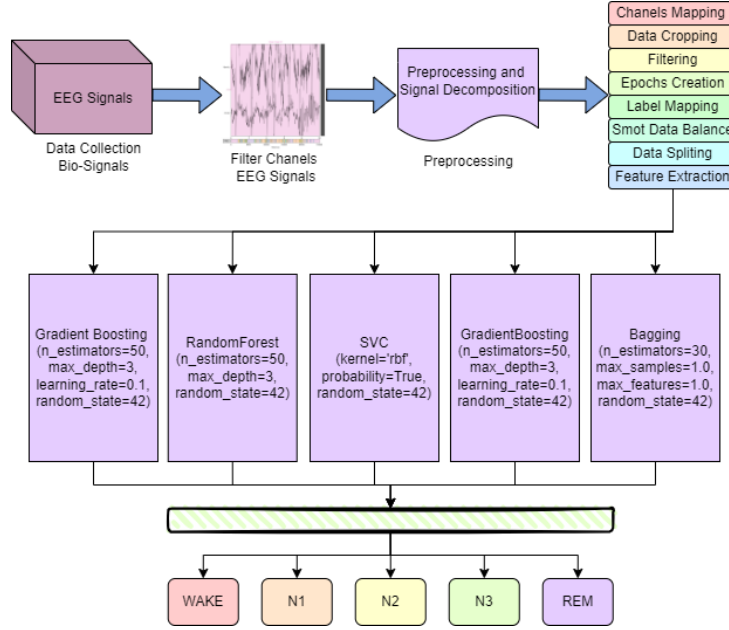 EEG Signals
Data Collection
Bio-Signals
Filter Chanels
EEG Signals
Preprocessing and
Signal Decomposition
Preprocessing
Chanels Mapping
Data Cropping
Filtering
Epochs Creation
Label Mapping
Smot Data Balance
Data Spliting
Feature Extraction
Gradient Boosting
(n_estimators=50,
max_depth=3,
learning_rate=0.1,
random_state=42)
RandomForest
(n_estimators=50,
max_depth=3,
random_state=42)
SVC
(kernel='rbf',
probability=True,
random_state=42)
GradientBoosting
(n_estimators=50,
max_depth=3,
learning_rate=0.1,
random_state=42)
Bagging
(n_estimators=30,
max_samples=1.0,
max_features=1.0,
random_state=42)
WAKE
N1
N2
N3
REM